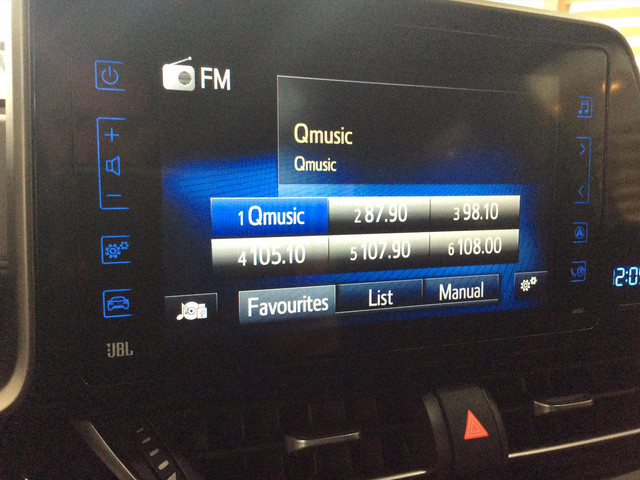 FM
Qmusic
Qmusic
1 Qmusic 2 87.90 3 98.10
4 105.10 5 107.90 6 108.00
Favourites List Manual
JBL